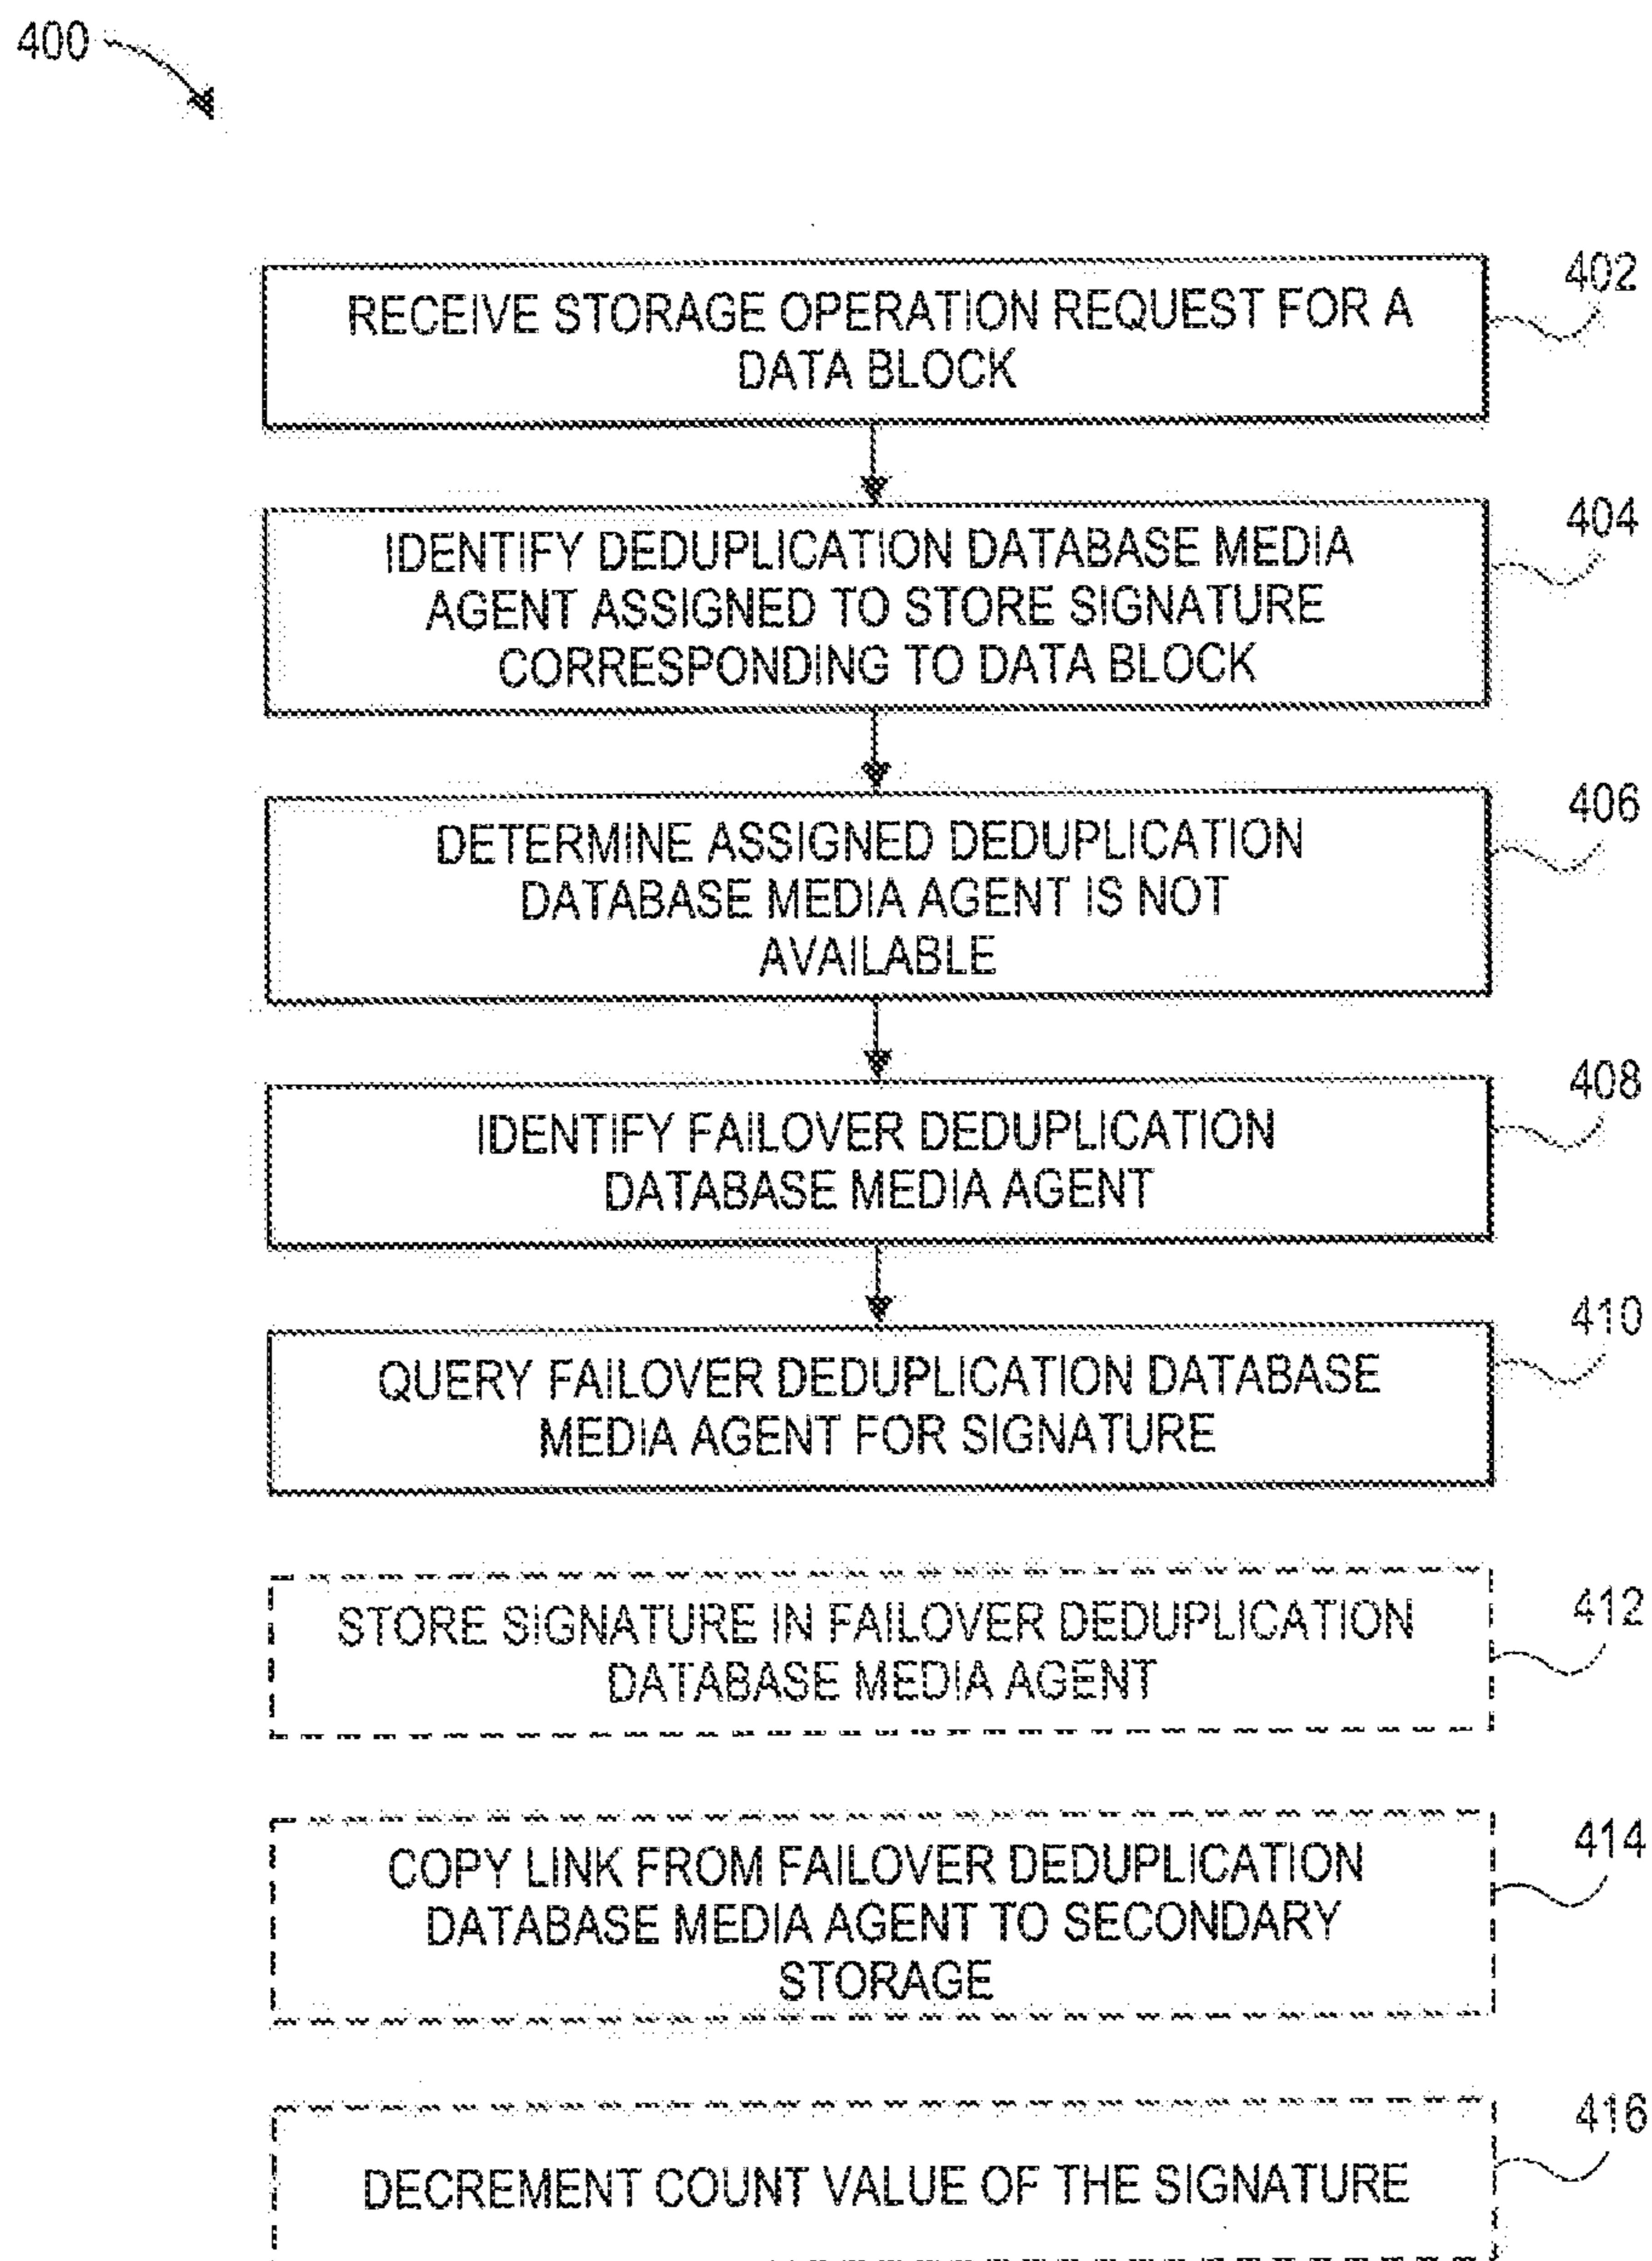 400
402
RECEIVE STORAGE OPERATION REQUEST FOR A
DATA BLOCK
404
IDENTIFY DEDUPLICATION DATABASE MEDIA
AGENT ASSIGNED TO STORE SIGNATURE
CORRESPONDING TO DATA BLOCK
406
DETERMINE ASSIGNED DEDUPLICATION
DATABASE MEDIA AGENT IS NOT
AVAILABLE
408
IDENTIFY FAILOVER DEDUPLICATION
DATABASE MEDIA AGENT
410
QUERY FAILOVER DEDUPLICATION DATABASE
MEDIA AGENT FOR SIGNATURE
412
STORE SIGNATURE IN FAILOVER DEDUPLICATION
DATABASE MEDIA AGENT
414
COPY LINK FROM FAILOVER DEDUPLICATION
DATABASE MEDIA AGENT TO SECONDARY
STORAGE
416
DECREMENT COUNT VALUE OF THE SIGNATURE